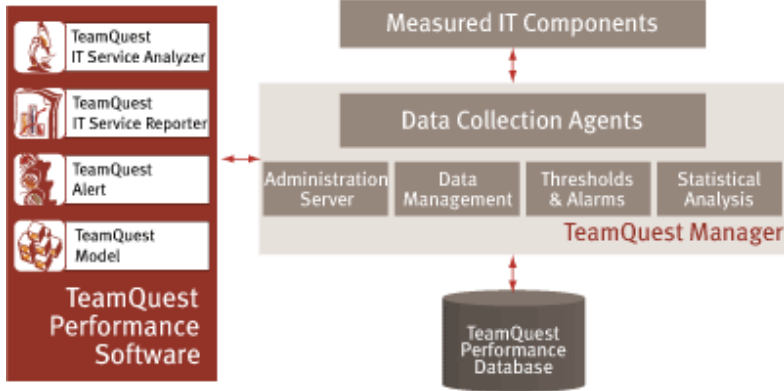 TeamQuest
IT Service Analyzer
TeamQuest
IT Service Reporter
TeamQuest
Alert
TeamQuest
Model
TeamQuest
Performance
Software
Measured IT Components
Data Collection Agents
Administration
Server
Data
Management
Thresholds
& Alarms
Statistical
Analysis
TeamQuest Manager
TeamQuest
Performance
Database